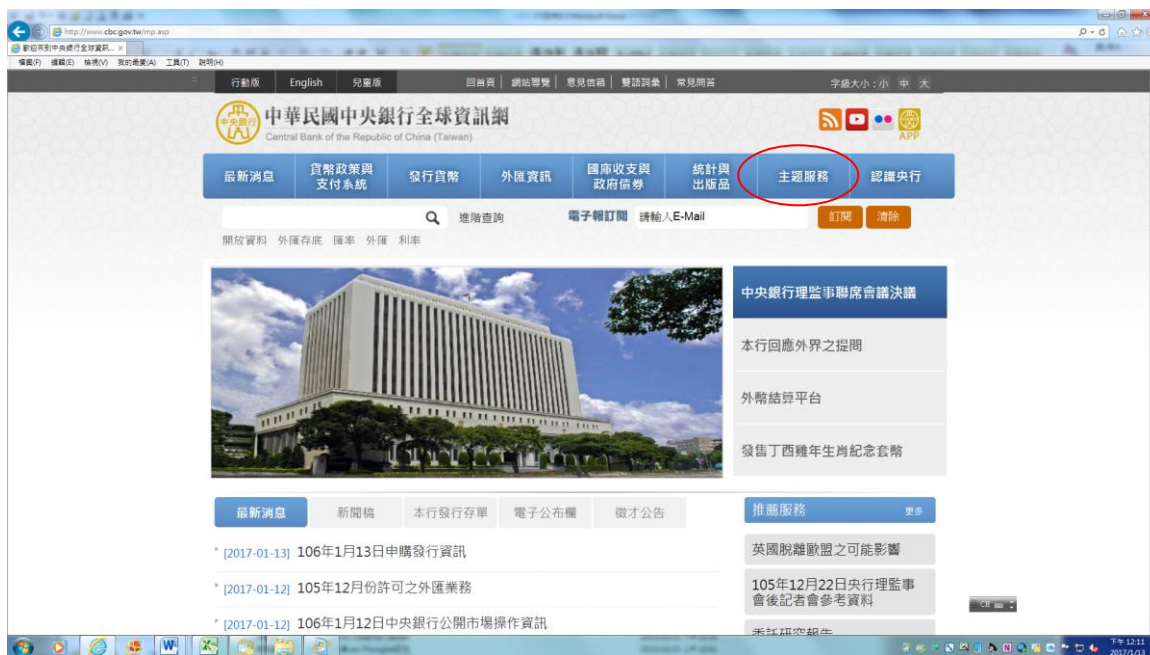 http://www.cbc.gov.tw/mp.asp
歡迎來到中央銀行全球資訊...
檔案(F) 編輯(E) 檢視(V) 我的最愛(A) 工具(T) 說明(H)
行動版 English 兒童版 回首頁 網站導覽 意見信箱 雙語詞彙 常見問答 字級大小:小 中 大
中央銀行
中華民國中央銀行全球資訊網
Central Bank of the Republic of China (Taiwan)
APP
最新消息 貨幣政策與支付系統 發行貨幣 外匯資訊 國庫收支與政府債券 統計與出版品 主題服務 認識央行
進階查詢 電子報訂閱 請輸入E-Mail 訂閱 清除
開放資料 外匯存底 匯率 外匯 利率
中央銀行理監事聯席會議決議
本行回應外界之提問
外幣結算平台
發售丁酉雞年生肖紀念套幣
最新消息 新聞稿 本行發行存單 電子公布欄 徵才公告
推薦服務 更多
[2017-01-13] 106年1月13日申購發行資訊
[2017-01-12] 105年12月份許可之外匯業務
[2017-01-12] 106年1月12日中央銀行公開市場操作資訊
英國脫離歐盟之可能影響
105年12月22日央行理監事
會後記者會參考資料
委託研究報告
CH
下午 12:11
2017/1/13